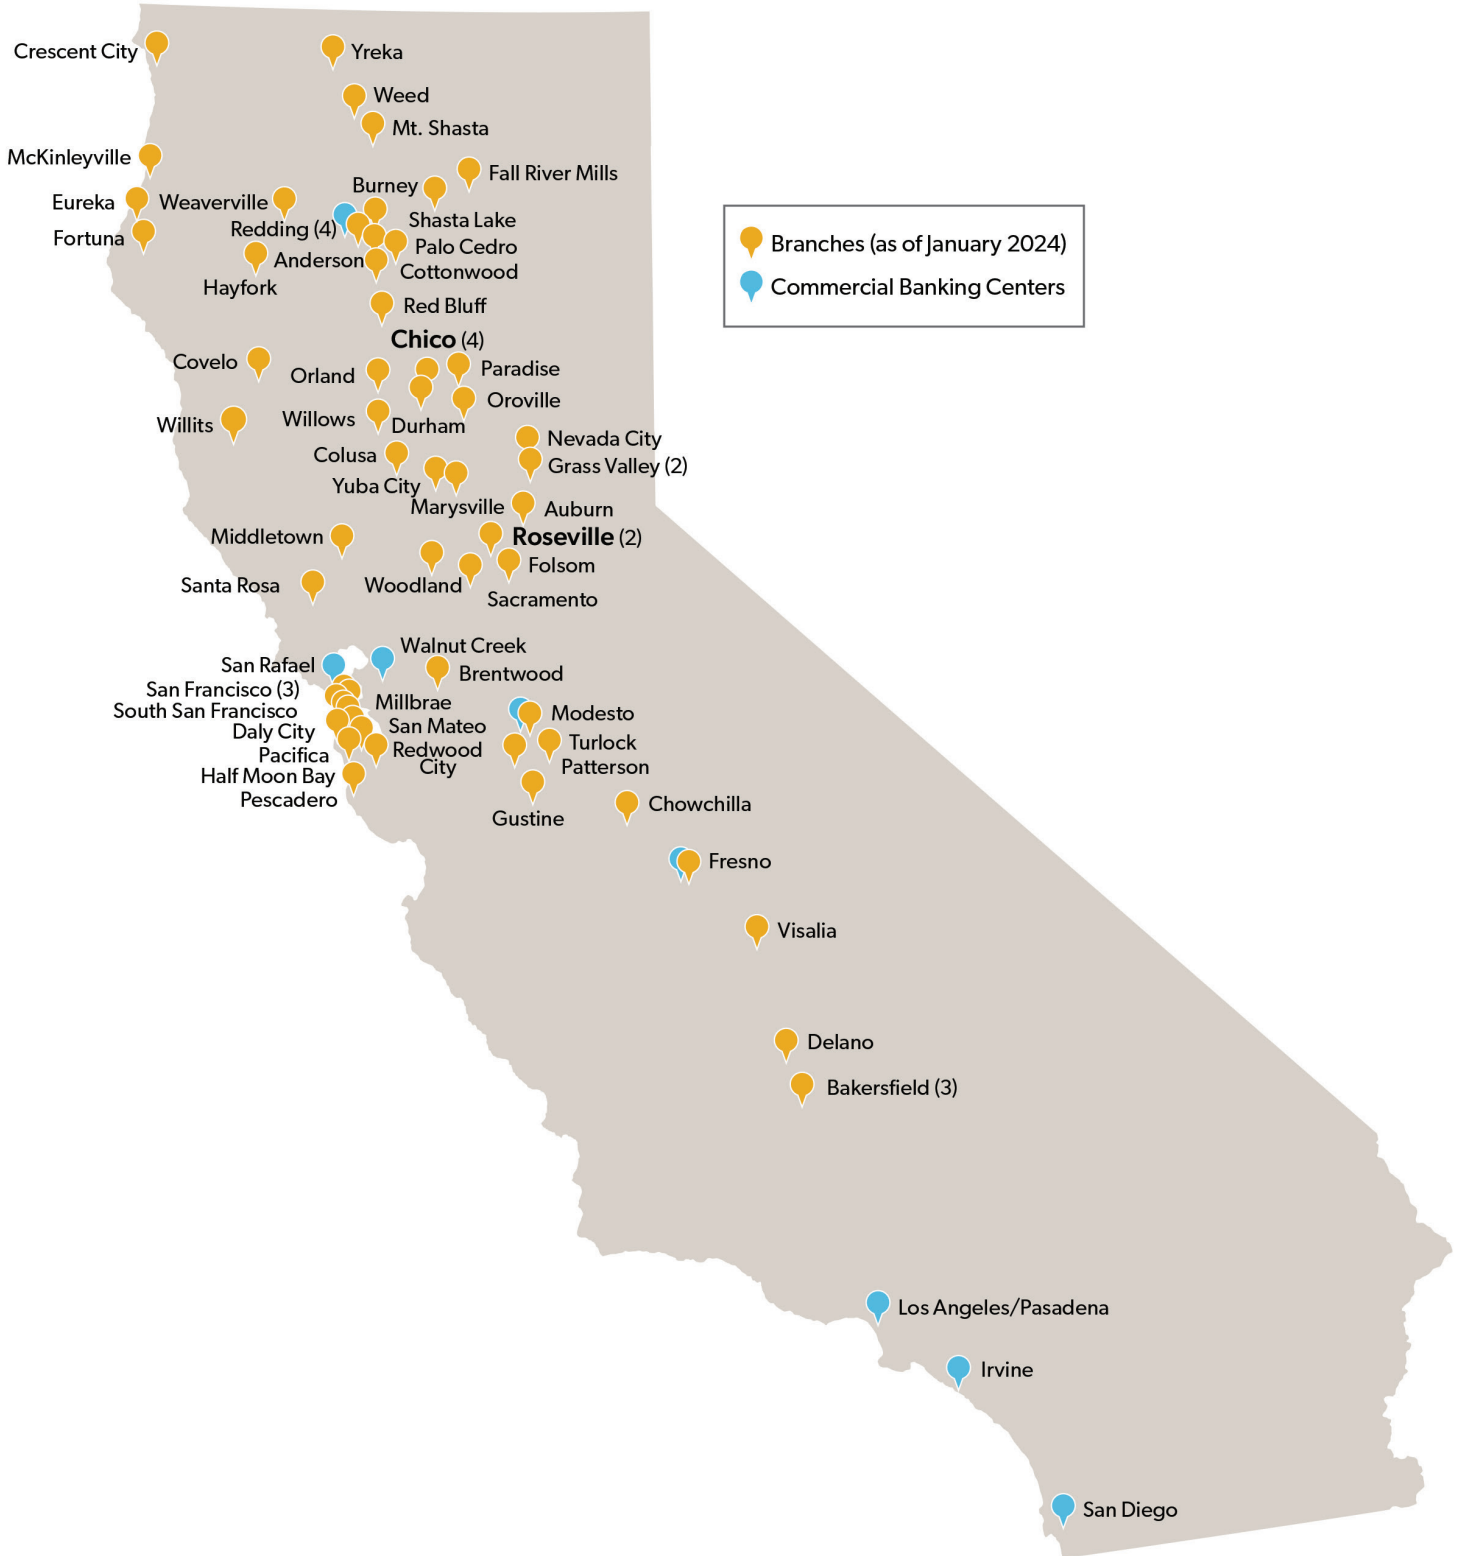 Crescent City
Yreka
Weed
Mt. Shasta
McKinleyville
Fall River Mills
Burney
Eureka
Weaverville
Shasta Lake
Redding (4)
Fortuna
Palo Cedro
Anderson
Cottonwood
Hayfork
Red Bluff
Branches (as of January 2024)
Commercial Banking Centers
Chico (4)
Covelo
Orland
Paradise
Oroville
Willits
Willows
Durham
Nevada City
Colusa
Grass Valley (2)
Yuba City
Marysville
Auburn
Middletown
Roseville (2)
Folsom
Santa Rosa
Woodland
Sacramento
Walnut Creek
San Rafael
Brentwood
San Francisco (3)
Millbrae
South San Francisco
Modesto
San Mateo
Daly City
Turlock
Redwood
City
Pacifica
Patterson
Half Moon Bay
Pescadero
Chowchilla
Gustine
Fresno
Visalia
Delano
Bakersfield (3)
Los Angeles/Pasadena
Irvine
San Diego